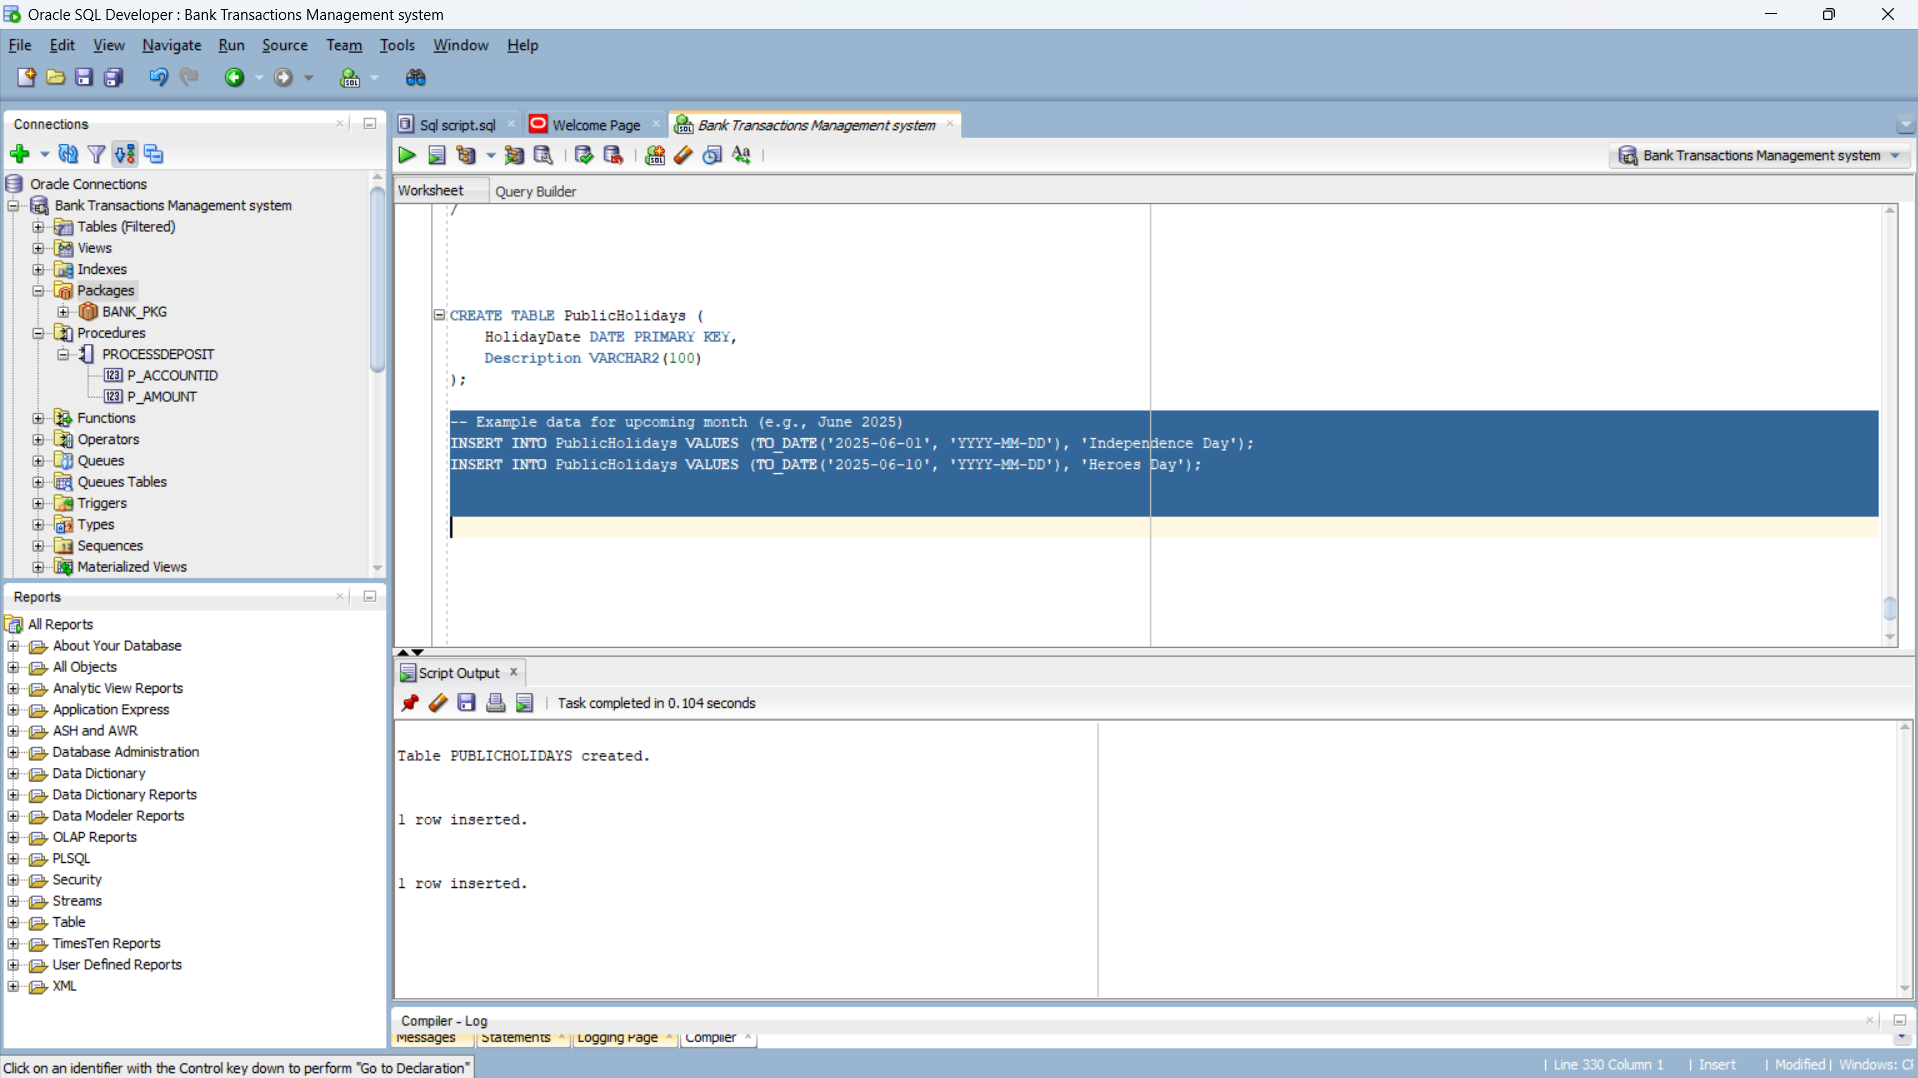 Oracle SQL Developer : Bank Transactions Management system
File Edit View Navigate Run Source Team Tools Window Help
Connections
Oracle Connections
Bank Transactions Management system
Tables (Filtered)
Views
Indexes
Packages
BANK_PKG
Procedures
PROCESSDEPOSIT
P_ACCOUNTID
P_AMOUNT
Functions
Operators
Queues
Queues Tables
Triggers
Types
Sequences
Materialized Views
Reports
All Reports
About Your Database
All Objects
Analytic View Reports
Application Express
ASH and AWR
Database Administration
Data Dictionary
Data Dictionary Reports
Data Modeler Reports
OLAP Reports
PLSQL
Security
Streams
Table
TimesTen Reports
User Defined Reports
XML
Sql script.sql Welcome Page Bank Transactions Management system
Bank Transactions Management system
Worksheet Query Builder
/
CREATE TABLE PublicHolidays (
HolidayDate DATE PRIMARY KEY,
Description VARCHAR2(100)
);
-- Example data for upcoming month (e.g., June 2025)
INSERT INTO PublicHolidays VALUES (TO_DATE('2025-06-01', 'YYYY-MM-DD'), 'Independence Day');
INSERT INTO PublicHolidays VALUES (TO_DATE('2025-06-10', 'YYYY-MM-DD'), 'Heroes Day');
Script Output
Task completed in 0.104 seconds
Table PUBLICHOLIDAYS created.
1 row inserted.
1 row inserted.
Compiler - Log
Messages Statements Logging Page Compiler
Click on an identifier with the Control key down to perform "Go to Declaration"
Line 330 Column 1 | Insert | Modified | Windows: C